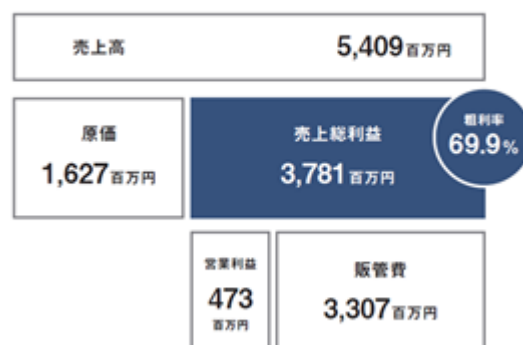 売上高
5,409百万円
原価
1,627百万円
売上総利益
3,781百万円
粗利率
69.9%
営業利益
473
百万円
販管費
3,307百万円